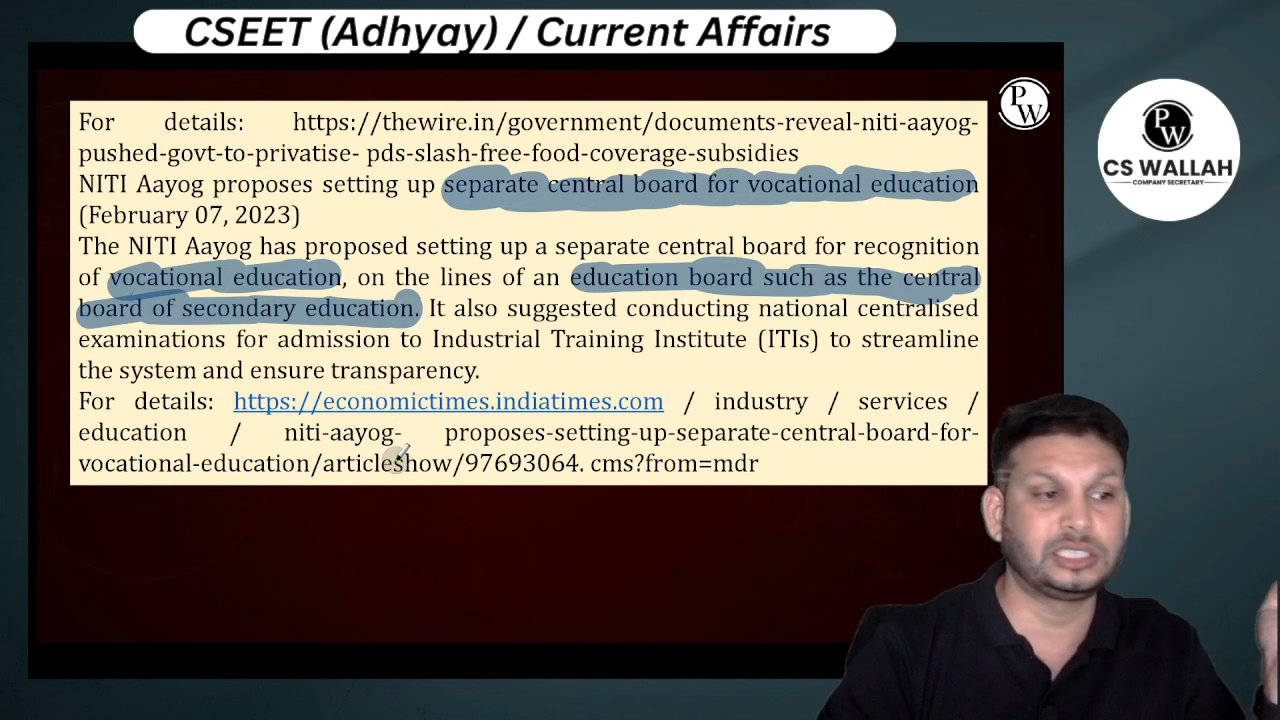 CSEET (Adhyay) / Current Affairs
For details: https://thewire.in/government/documents-reveal-niti-aayog-
pushed-govt-to-privatise- pds-slash-free-food-coverage-subsidies
NITI Aayog proposes setting up separate central board for vocational education
(February 07, 2023)
The NITI Aayog has proposed setting up a separate central board for recognition
of vocational education, on the lines of an education board such as the central
board of secondary education. It also suggested conducting national centralised
examinations for admission to Industrial Training Institute (ITIs) to streamline
the system and ensure transparency.
For details: https://economictimes.indiatimes.com / industry / services /
education / niti-aayog- proposes-setting-up-separate-central-board-for-
vocational-education/articleshow/97693064. cms?from=mdr
PW
PW
CS WALLAH
COMPANY SECRETARY